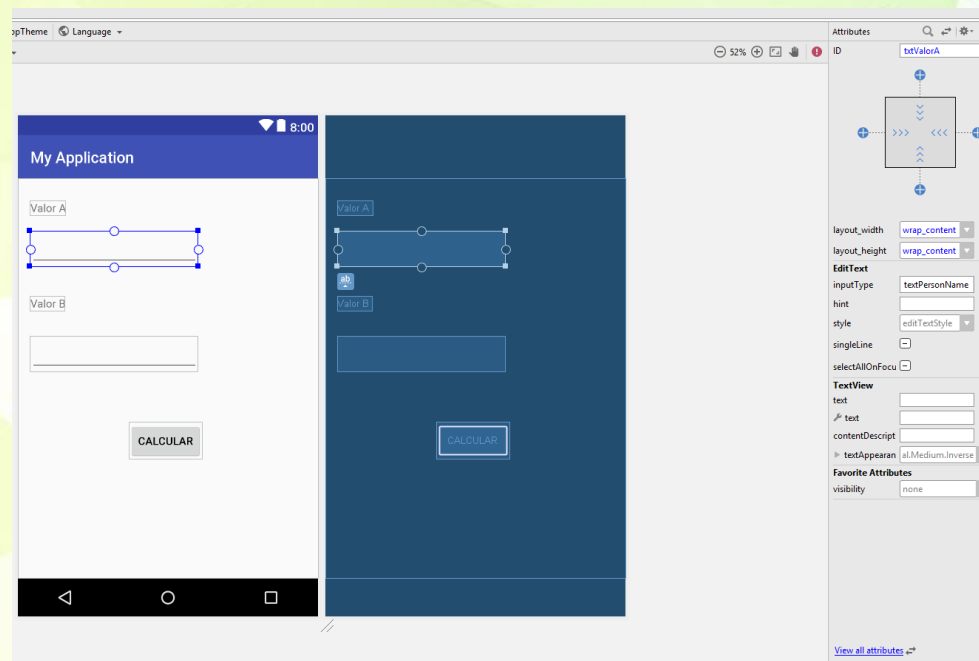 ppTheme Language
52%
Attributes
ID txtValorA
8:00
My Application
Valor A
Valor A
Valor B
Valor B
CALCULAR
CALCULAR
ab
layout_width wrap_content
layout_height wrap_content
EditText
inputType textPersonName
hint
style editTextStyle
singleLine
selectAllOnFocu
TextView
text
text
contentDescript
textAppearan al.Medium.Inverse
Favorite Attributes
visibility none
View all attributes